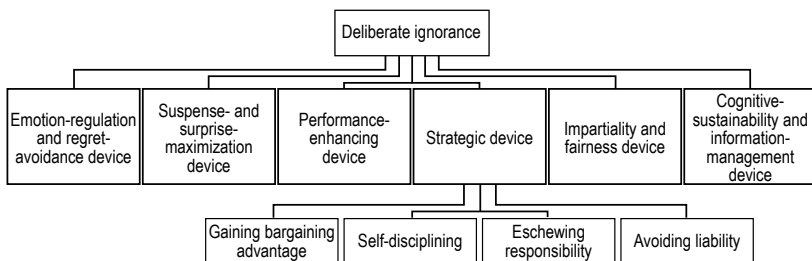 Deliberate ignorance
Emotion-regulation
and regret-
avoidance device
Suspense- and
surprise-
maximization
device
Performance-
enhancing
device
Strategic device
Impartiality and
fairness device
Cognitive-
sustainability and
information-
management
device
Gaining bargaining
advantage
Self-disciplining
Eschewing
responsibility
Avoiding liability